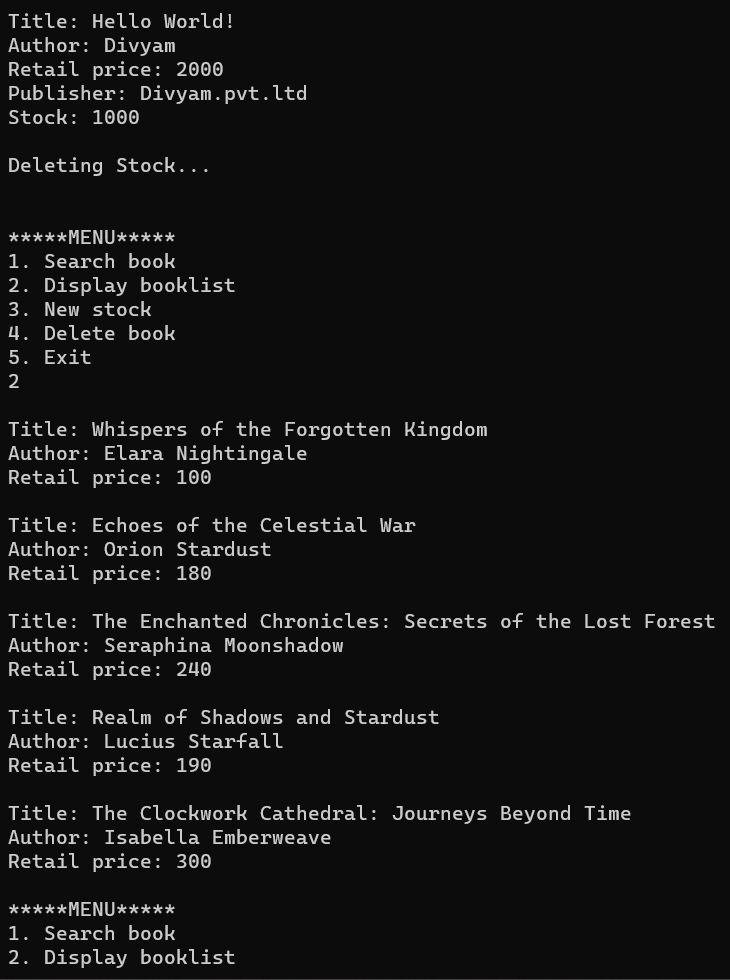 Title: Hello World!
Author: Divyam
Retail price: 2000
Publisher: Divyam.pvt.ltd
Stock: 1000
Deleting Stock...
*****MENU*****
1. Search book
2. Display booklist
3. New stock
4. Delete book
5. Exit
2
Title: Whispers of the Forgotten Kingdom
Author: Elara Nightingale
Retail price: 100
Title: Echoes of the Celestial War
Author: Orion Stardust
Retail price: 180
Title: The Enchanted Chronicles: Secrets of the Lost Forest
Author: Seraphina Moonshadow
Retail price: 240
Title: Realm of Shadows and Stardust
Author: Lucius Starfall
Retail price: 190
Title: The Clockwork Cathedral: Journeys Beyond Time
Author: Isabella Emberweave
Retail price: 300
*****MENU*****
1. Search book
2. Display booklist